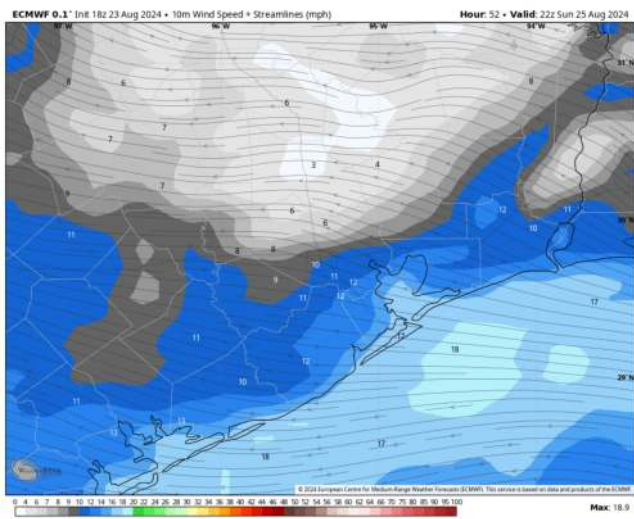 ECMWF 0.1° Init 18z 23 Aug 2024 • 10m Wind Speed + Streamlines (mph) Hour: 52 • Valid: 22z Sun 25 Aug 2024
97°W 96°W 95°W 94°W
31°N
8 6 8
6
7 7
3 4
7
9
6 12 11
11 6 10
8 8
10
9 11 12
11 12 17
11 12 18
12
10 29°N
11
13
17
18
© 2024 European Centre for Medium-Range Weather Forecasts (ECMWF). This service is based on data and products of the ECMWF.
0 4 6 7 8 9 10 12 14 16 18 20 22 24 26 28 30 32 34 36 38 40 42 44 46 48 50 52 54 56 58 60 62 64 66 70 75 80 85 90 95 100
Max: 18.9